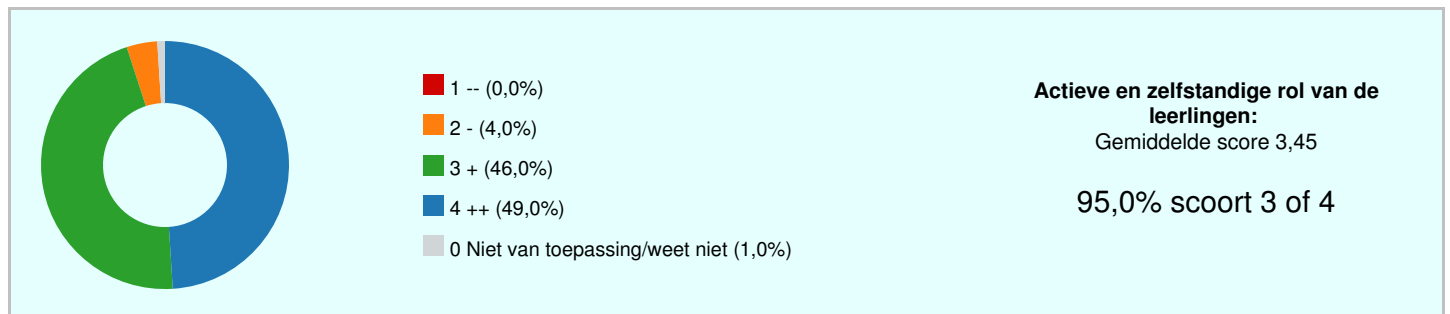 1 -- (0,0%)
2 - (4,0%)
3 + (46,0%)
4 ++ (49,0%)
0 Niet van toepassing/weet niet (1,0%)
Actieve en zelfstandige rol van de
leerlingen:
Gemiddelde score 3,45
95,0% scoort 3 of 4